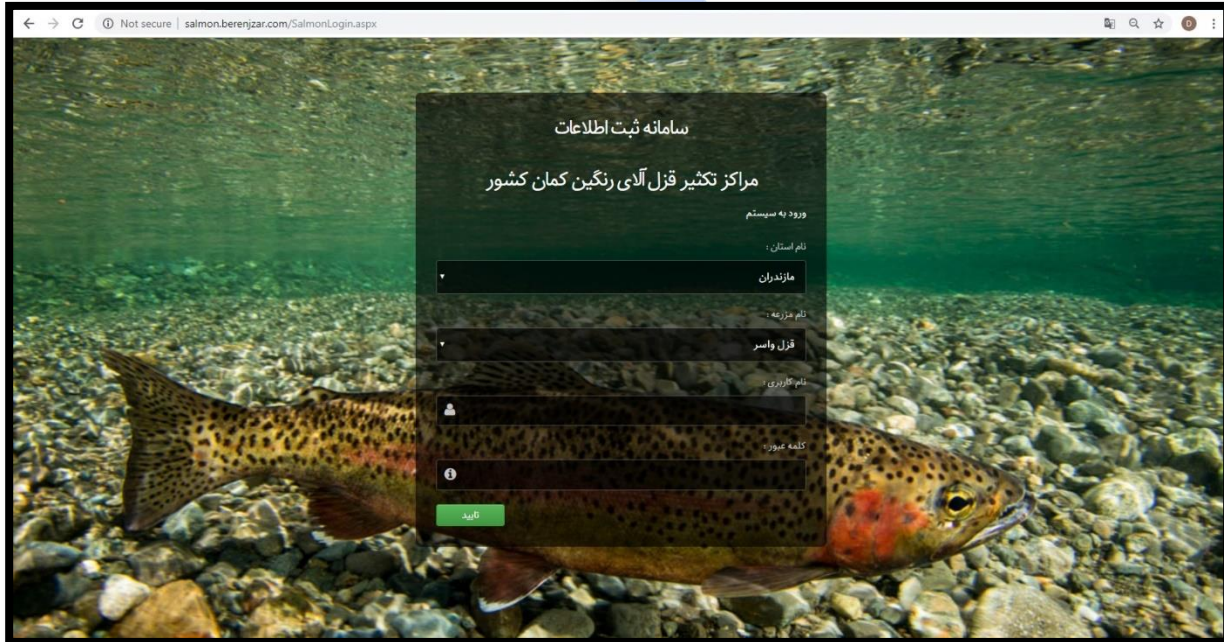 Not secure | salmon.berenjzar.com/SalmonLogin.aspx
D
سامانه ثبت اطلاعات
مراکز تکثیر قزل آلای رنگین کمان کشور
ورود به سیستم
نام استان :
مازندران
نام مزرعه :
قزل واسر
نام کاربری :
کلمه عبور :
تایید